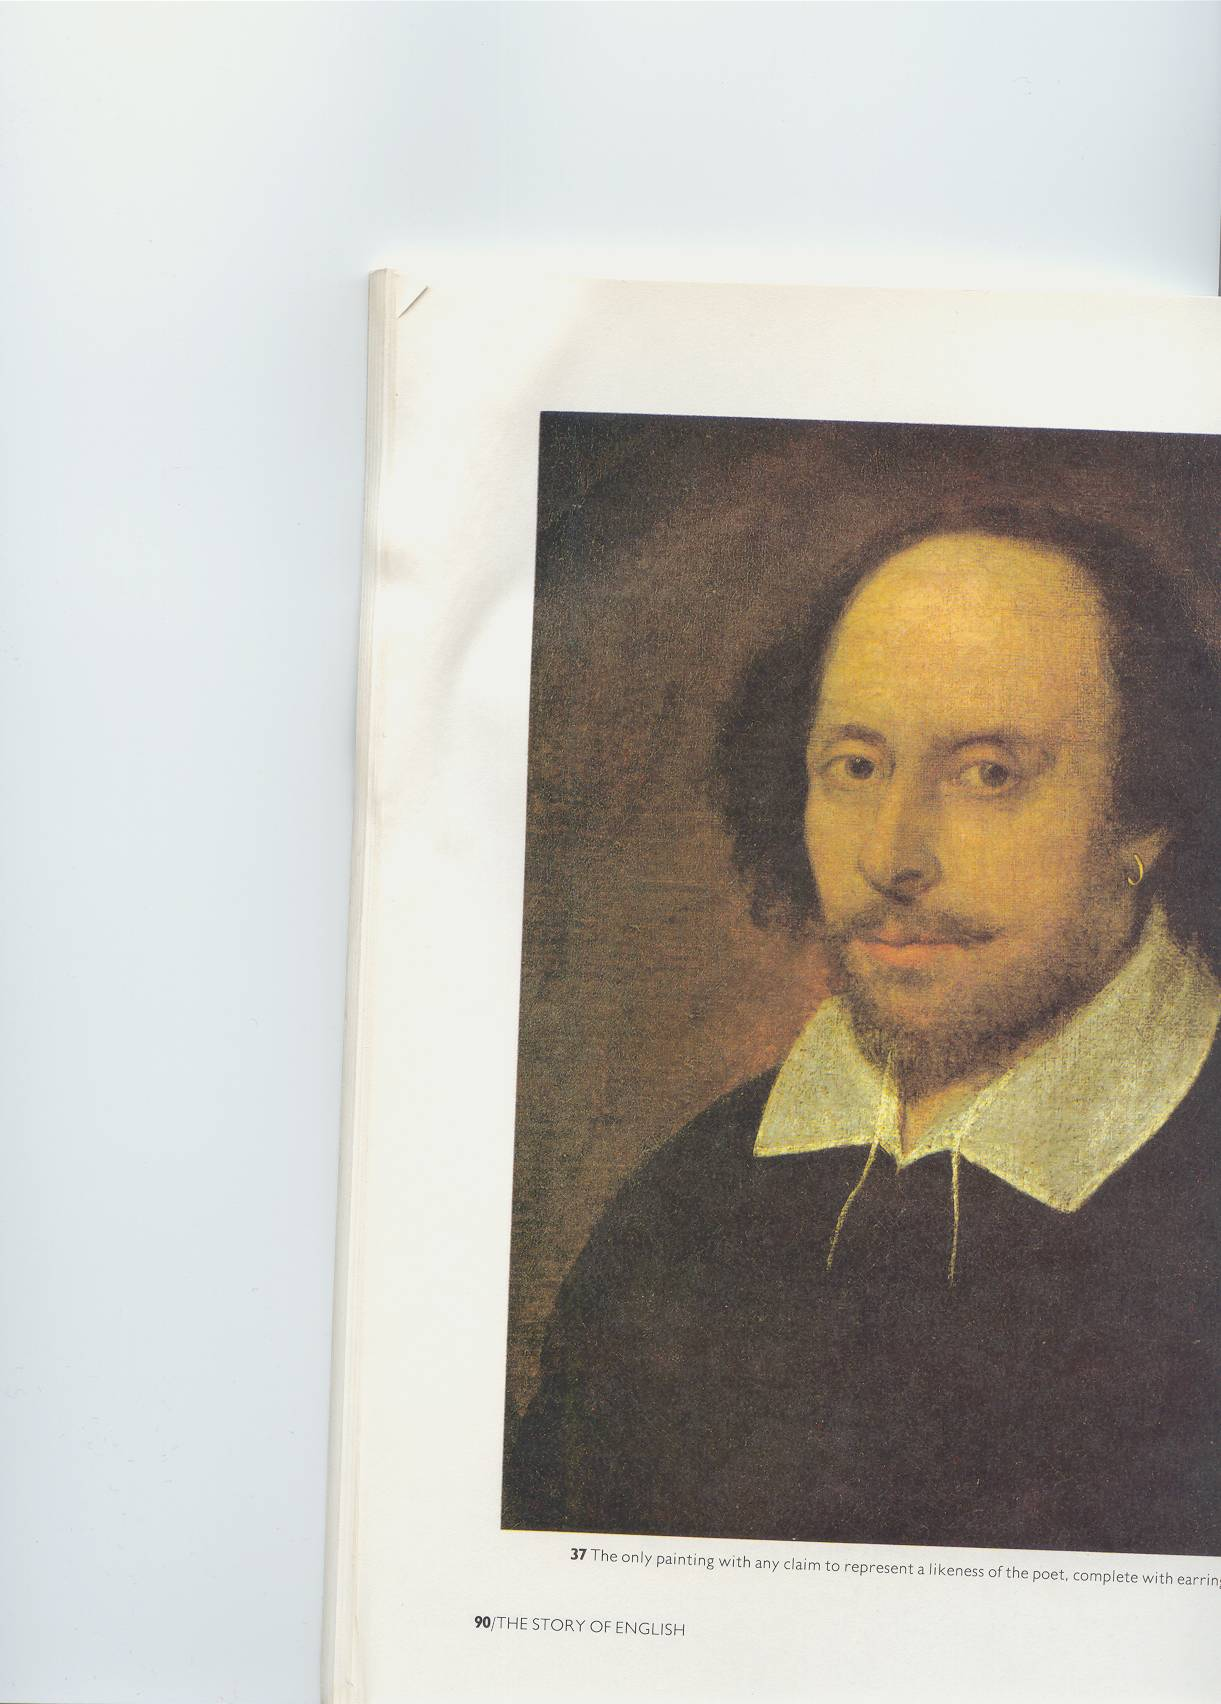 37 The only painting with any claim to represent a likeness of the poet, complete with earring
90/THE STORY OF ENGLISH